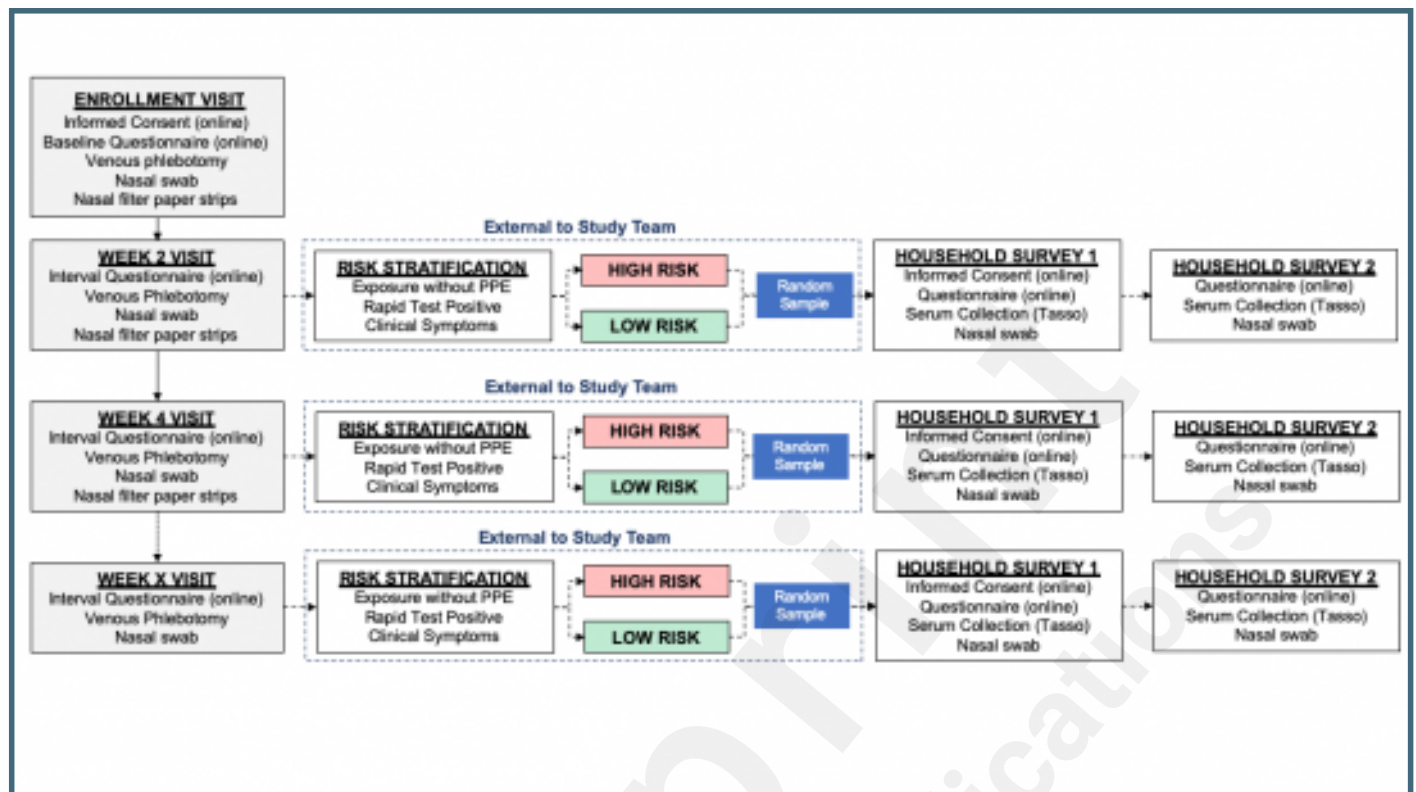 ENROLLMENT VISIT
Informed Consent (online)
Baseline Questionnaire (online)
Venous phlebotomy
Nasal swab
Nasal filter paper strips
External to Study Team
WEEK 2 VISIT
Interval Questionnaire (online)
Venous Phlebotomy
Nasal swab
Nasal filter paper strips
RISK STRATIFICATION
Exposure without PPE
Rapid Test Positive
Clinical Symptoms
HIGH RISK
LOW RISK
Random
Sample
HOUSEHOLD SURVEY 1
Informed Consent (online)
Questionnaire (online)
Serum Collection (Tasso)
Nasal swab
HOUSEHOLD SURVEY 2
Questionnaire (online)
Serum Collection (Tasso)
Nasal swab
External to Study Team
WEEK 4 VISIT
Interval Questionnaire (online)
Venous Phlebotomy
Nasal swab
Nasal filter paper strips
RISK STRATIFICATION
Exposure without PPE
Rapid Test Positive
Clinical Symptoms
HIGH RISK
LOW RISK
Random
Sample
HOUSEHOLD SURVEY 1
Informed Consent (online)
Questionnaire (online)
Serum Collection (Tasso)
Nasal swab
HOUSEHOLD SURVEY 2
Questionnaire (online)
Serum Collection (Tasso)
Nasal swab
External to Study Team
WEEK X VISIT
Interval Questionnaire (online)
Venous Phlebotomy
Nasal swab
RISK STRATIFICATION
Exposure without PPE
Rapid Test Positive
Clinical Symptoms
HIGH RISK
LOW RISK
Random
Sample
HOUSEHOLD SURVEY 1
Informed Consent (online)
Questionnaire (online)
Serum Collection (Tasso)
Nasal swab
HOUSEHOLD SURVEY 2
Questionnaire (online)
Serum Collection (Tasso)
Nasal swab